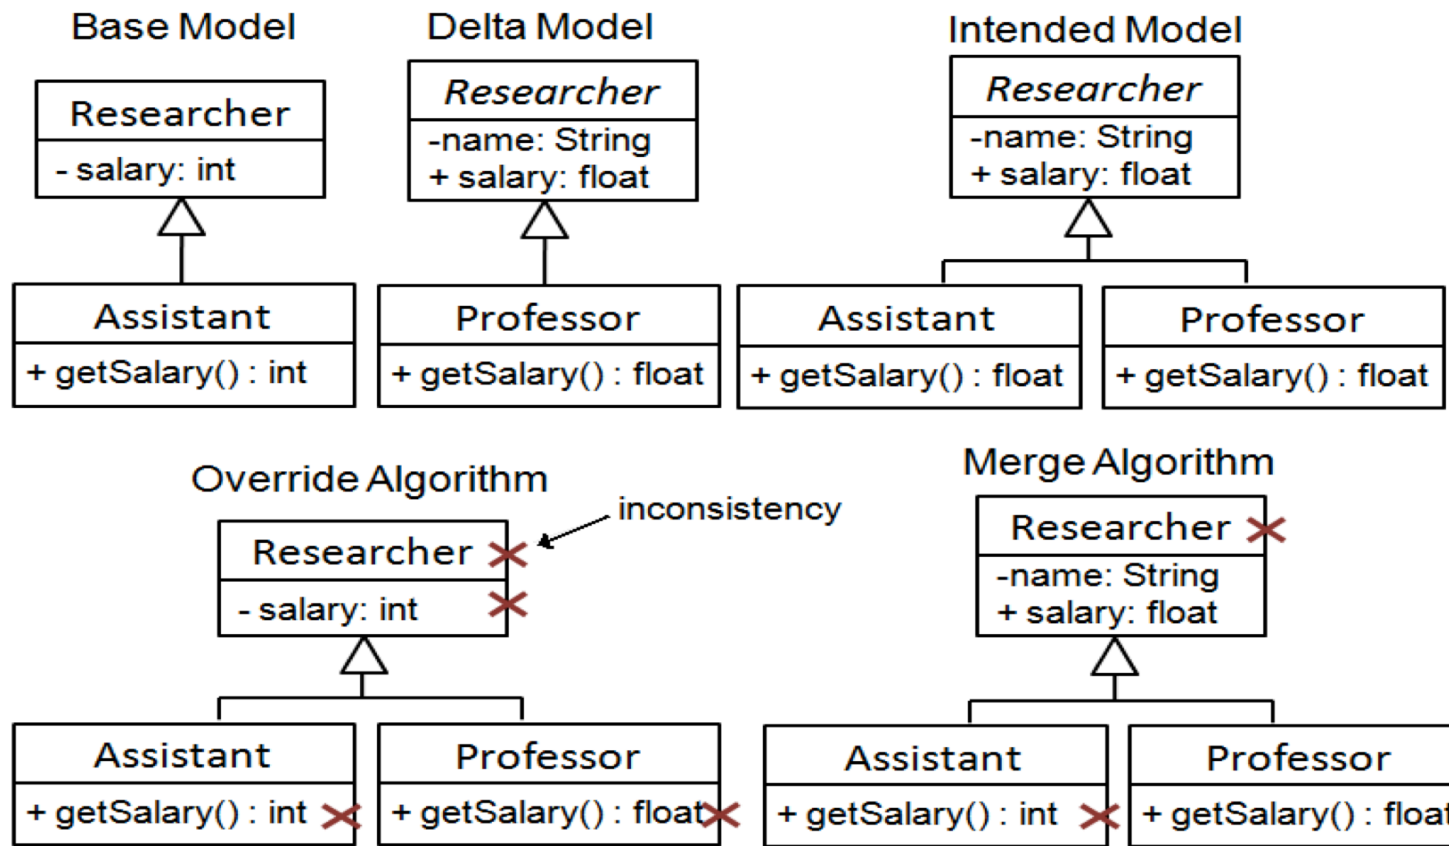 Base Model
Researcher
- salary: int
Assistant
+ getSalary() : int
Delta Model
Researcher
-name: String
+ salary: float
Professor
+ getSalary() : float
Intended Model
Researcher
-name: String
+ salary: float
Assistant
+ getSalary() : float
Professor
+ getSalary() : float
Override Algorithm
inconsistency
Researcher
- salary: int
Assistant
+ getSalary() : int
Professor
+ getSalary() : float
Merge Algorithm
Researcher
-name: String
+ salary: float
Assistant
+ getSalary() : int
Professor
+ getSalary() : float